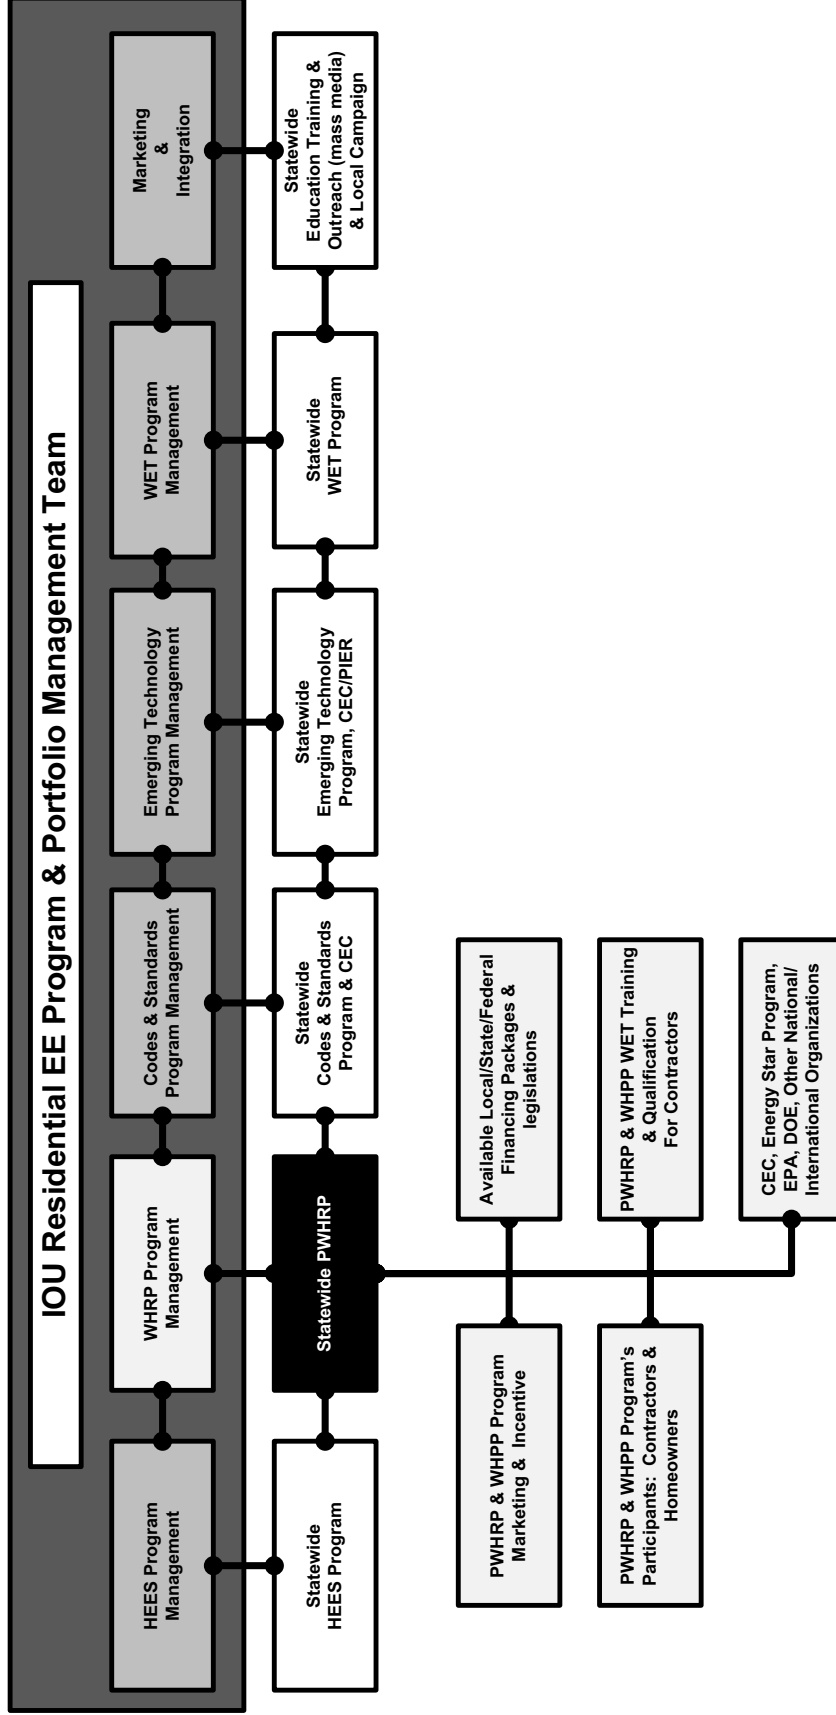 IOU Residential EE Program & Portfolio Management Team
HEES Program
Management
WHRP Program
Management
Codes & Standards
Program Management
Emerging Technology
Program Management
WET Program
Management
Marketing
&
Integration
Statewide
HEES Program
Statewide PWHRP
Statewide
Codes & Standards
Program & CEC
Statewide
Emerging Technology
Program, CEC/PIER
Statewide
WET Program
Statewide
Education Training &
Outreach (mass media)
& Local Campaign
PWHRP & WHPP Program
Marketing & Incentive
Available Local/State/Federal
Financing Packages &
legislations
PWHRP & WHPP Program’s
Participants: Contractors &
Homeowners
PWHRP & WHPP WET Training
& Qualification
For Contractors
CEC, Energy Star Program,
EPA, DOE, Other National/
International Organizations